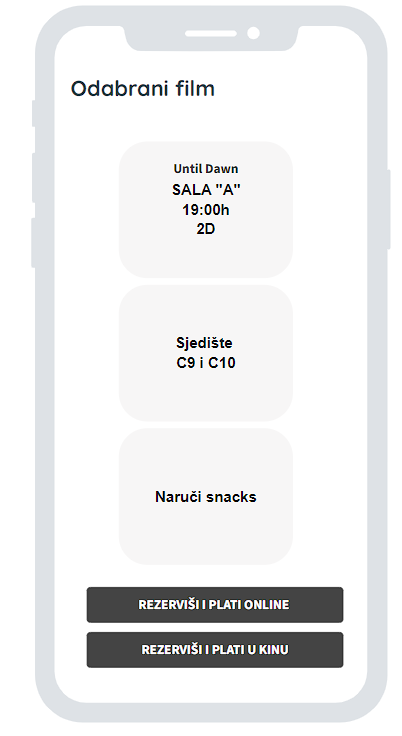 Odabrani film
Until Dawn
SALA "A"
19:00h
2D
Sjedište
C9 i C10
Naruči snacks
REZERVIŠI I PLATI ONLINE
REZERVIŠI I PLATI U KINU